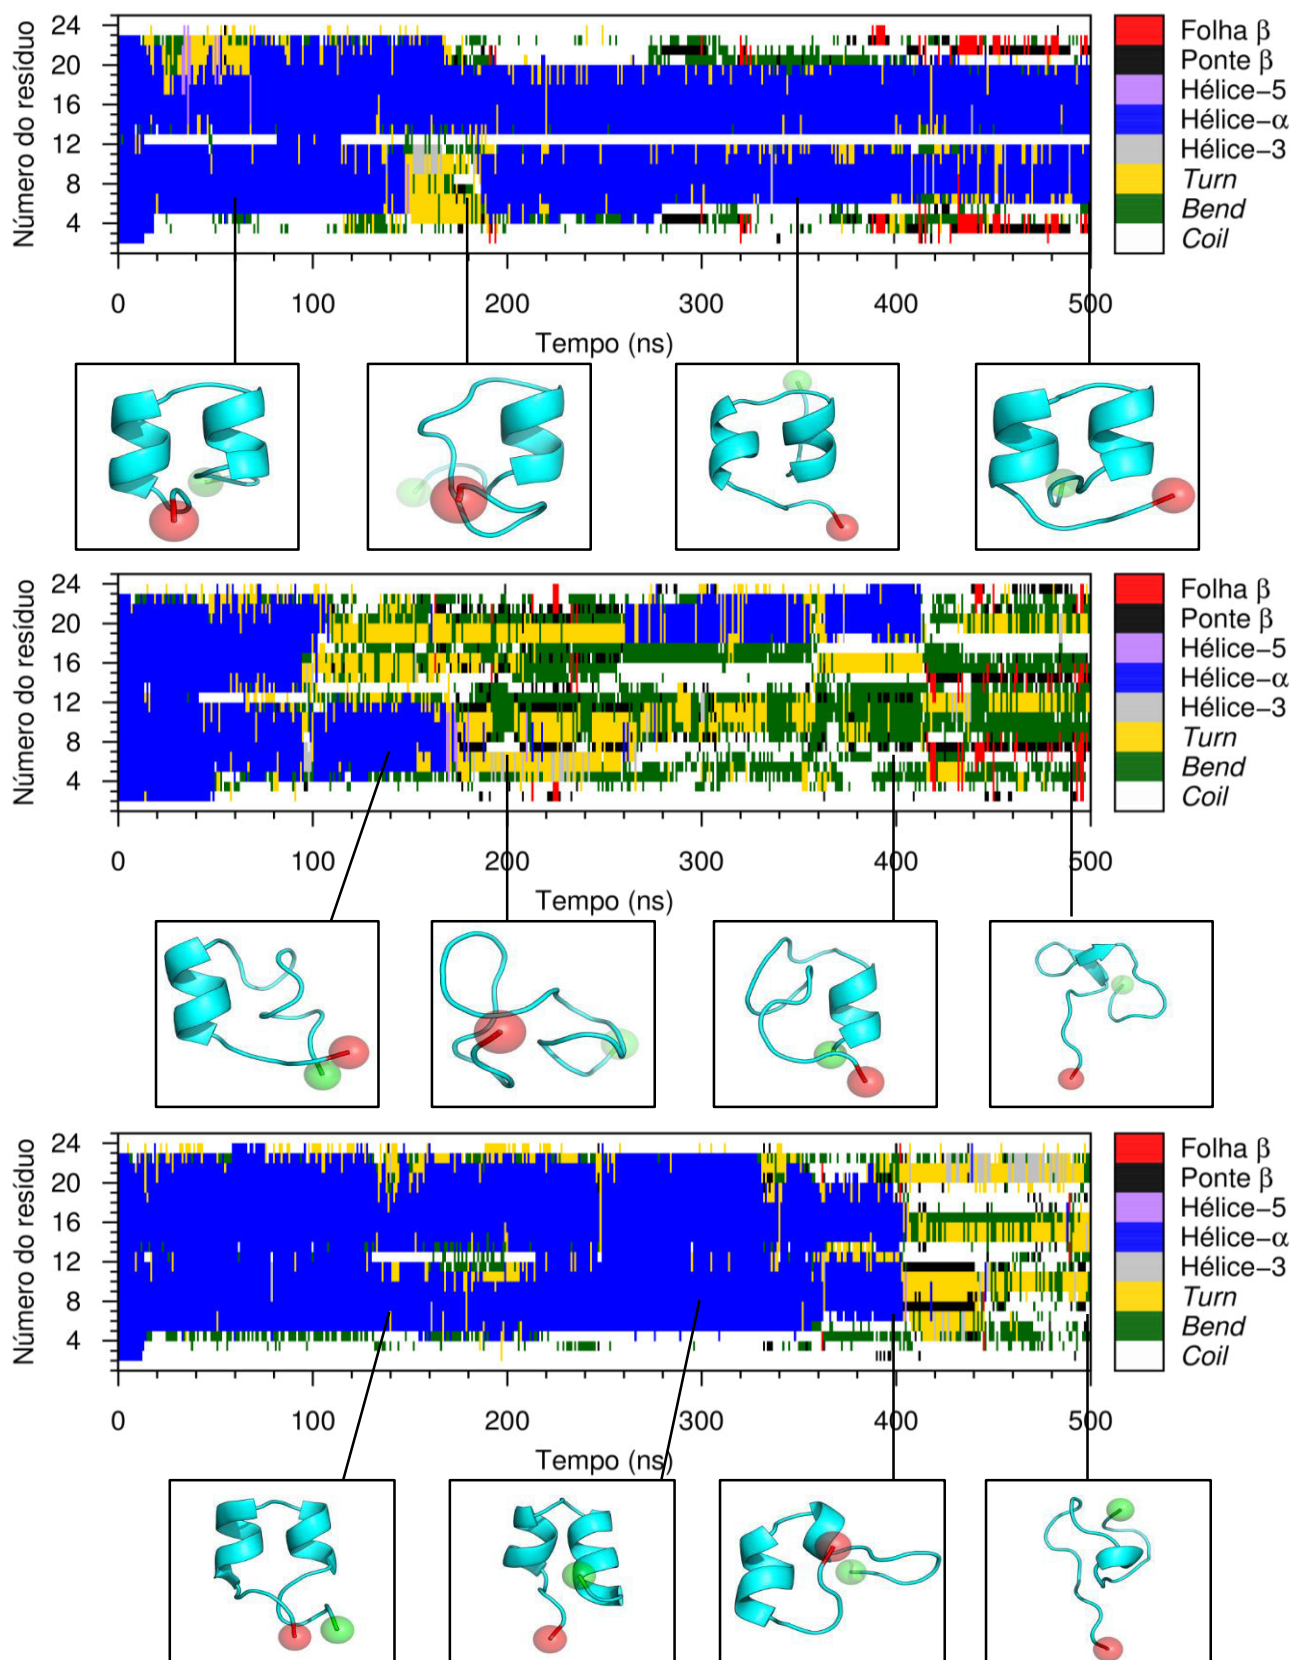 Número do resíduo
24
20
16
12
8
4
0
100
200
300
400
500
Tempo (ns)
Folha β
Ponte β
Hélice−5
Hélice−α
Hélice−3
Turn
Bend
Coil
Número do resíduo
24
20
16
12
8
4
0
100
200
300
400
500
Tempo (ns)
Folha β
Ponte β
Hélice−5
Hélice−α
Hélice−3
Turn
Bend
Coil
Número do resíduo
24
20
16
12
8
4
0
100
200
300
400
500
Tempo (ns)
Folha β
Ponte β
Hélice−5
Hélice−α
Hélice−3
Turn
Bend
Coil